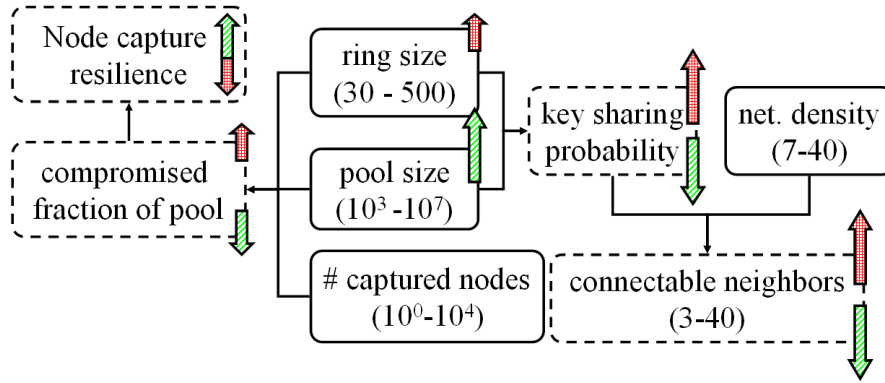 Node capture
resilience
ring size
(30 - 500)
key sharing
probability
net. density
(7-40)
compromised
fraction of pool
pool size
(10³ -10⁷)
# captured nodes
(10⁰-10⁴)
connectable neighbors
(3-40)